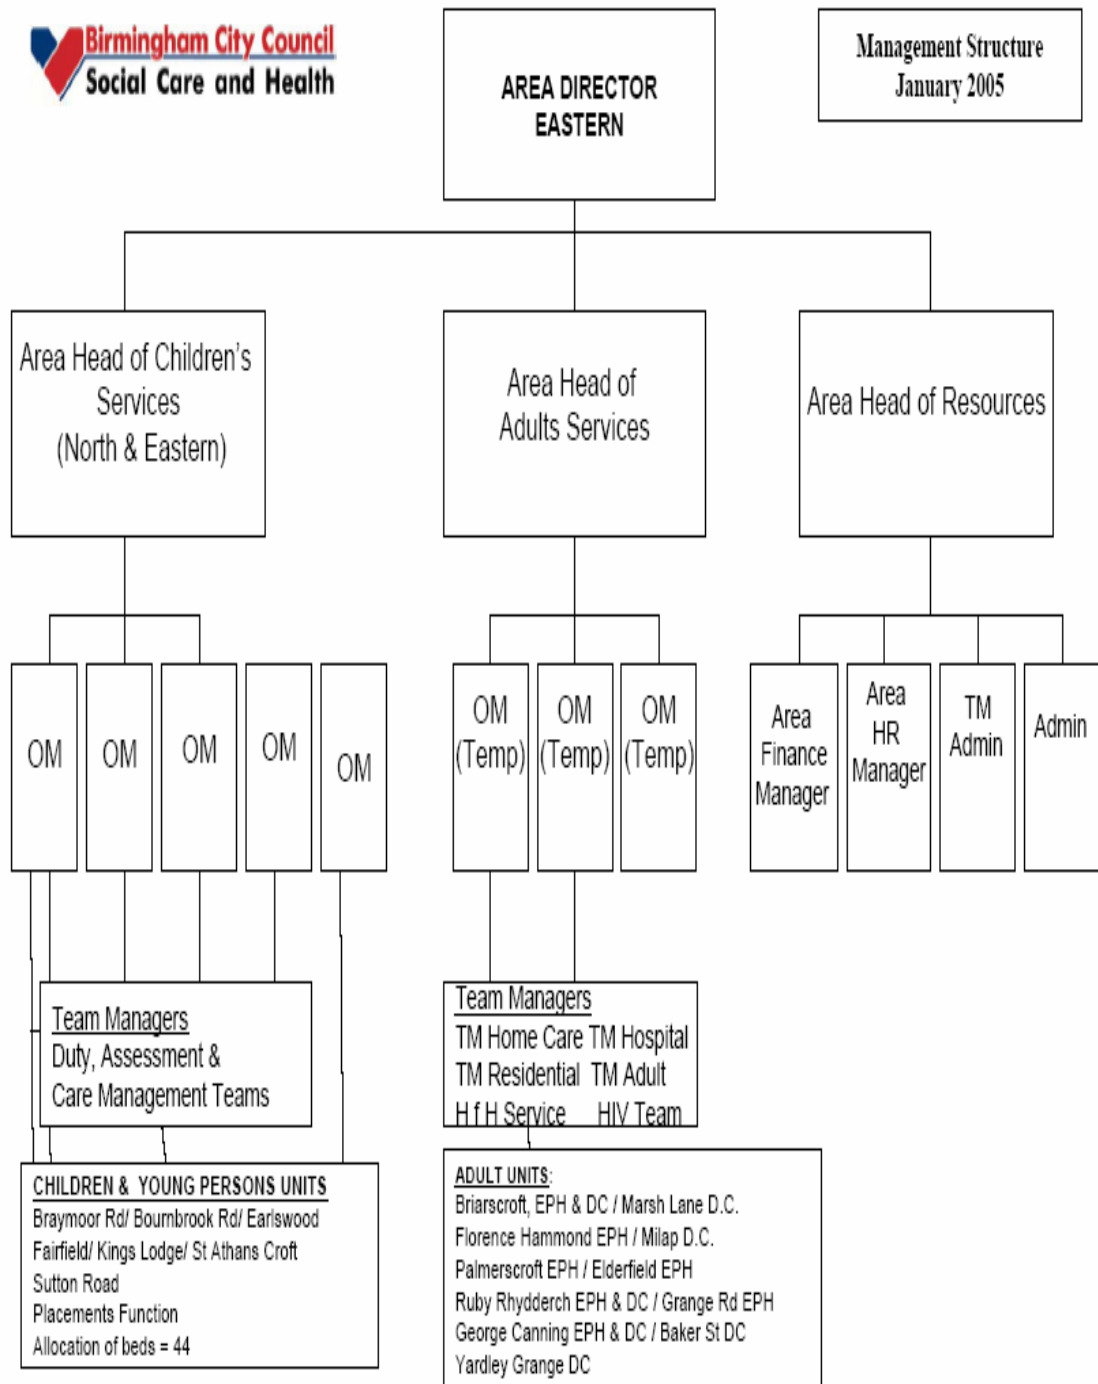 Birmingham City Council
Social Care and Health
AREA DIRECTOR
EASTERN
Management Structure
January 2005
Area Head of Children's
Services
(North & Eastern)
Area Head of
Adults Services
Area Head of Resources
OM
OM
OM
OM
OM
OM
(Temp)
OM
(Temp)
OM
(Temp)
Area
Finance
Manager
Area
HR
Manager
TM
Admin
Admin
Team Managers
Duty, Assessment &
Care Management Teams
Team Managers
TM Home Care TM Hospital
TM Residential TM Adult
H f H Service HIV Team
CHILDREN & YOUNG PERSONS UNITS
Braymoor Rd/ Bournbrook Rd/ Earlswood
Fairfield/ Kings Lodge/ St Athans Croft
Sutton Road
Placements Function
Allocation of beds = 44
ADULT UNITS:
Briarscroft, EPH & DC / Marsh Lane D.C.
Florence Hammond EPH / Milap D.C.
Palmerscroft EPH / Elderfield EPH
Ruby Rhydderch EPH & DC / Grange Rd EPH
George Canning EPH & DC / Baker St DC
Yardley Grange DC